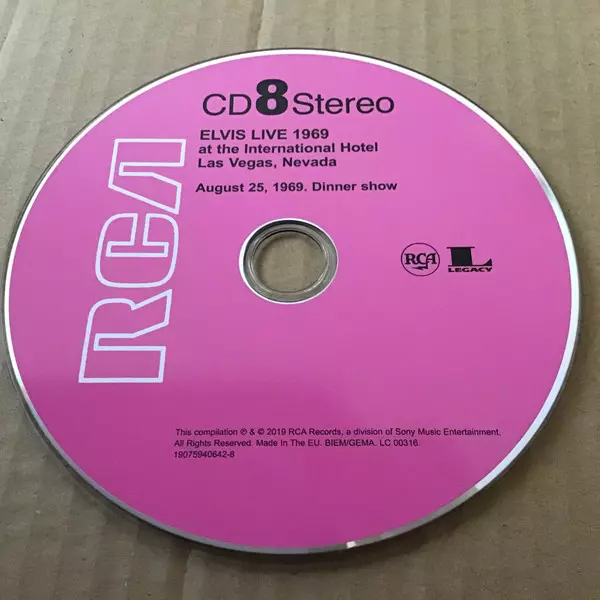 CD8Stereo
ELVIS LIVE 1969
at the International Hotel
Las Vegas, Nevada
August 25, 1969. Dinner show
RCA
RCA
L
LEGACY
This compilation ℗ & © 2019 RCA Records, a division of Sony Music Entertainment.
All Rights Reserved. Made In The EU. BIEM/GEMA. LC 00316.
19075940642-8